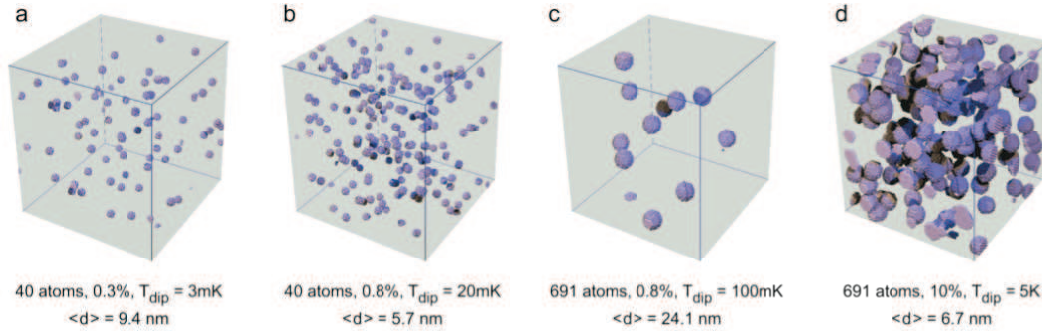 a
b
c
d
40 atoms, 0.3%, T_dip = 3mK
<d> = 9.4 nm
40 atoms, 0.8%, T_dip = 20mK
<d> = 5.7 nm
691 atoms, 0.8%, T_dip = 100mK
<d> = 24.1 nm
691 atoms, 10%, T_dip = 5K
<d> = 6.7 nm